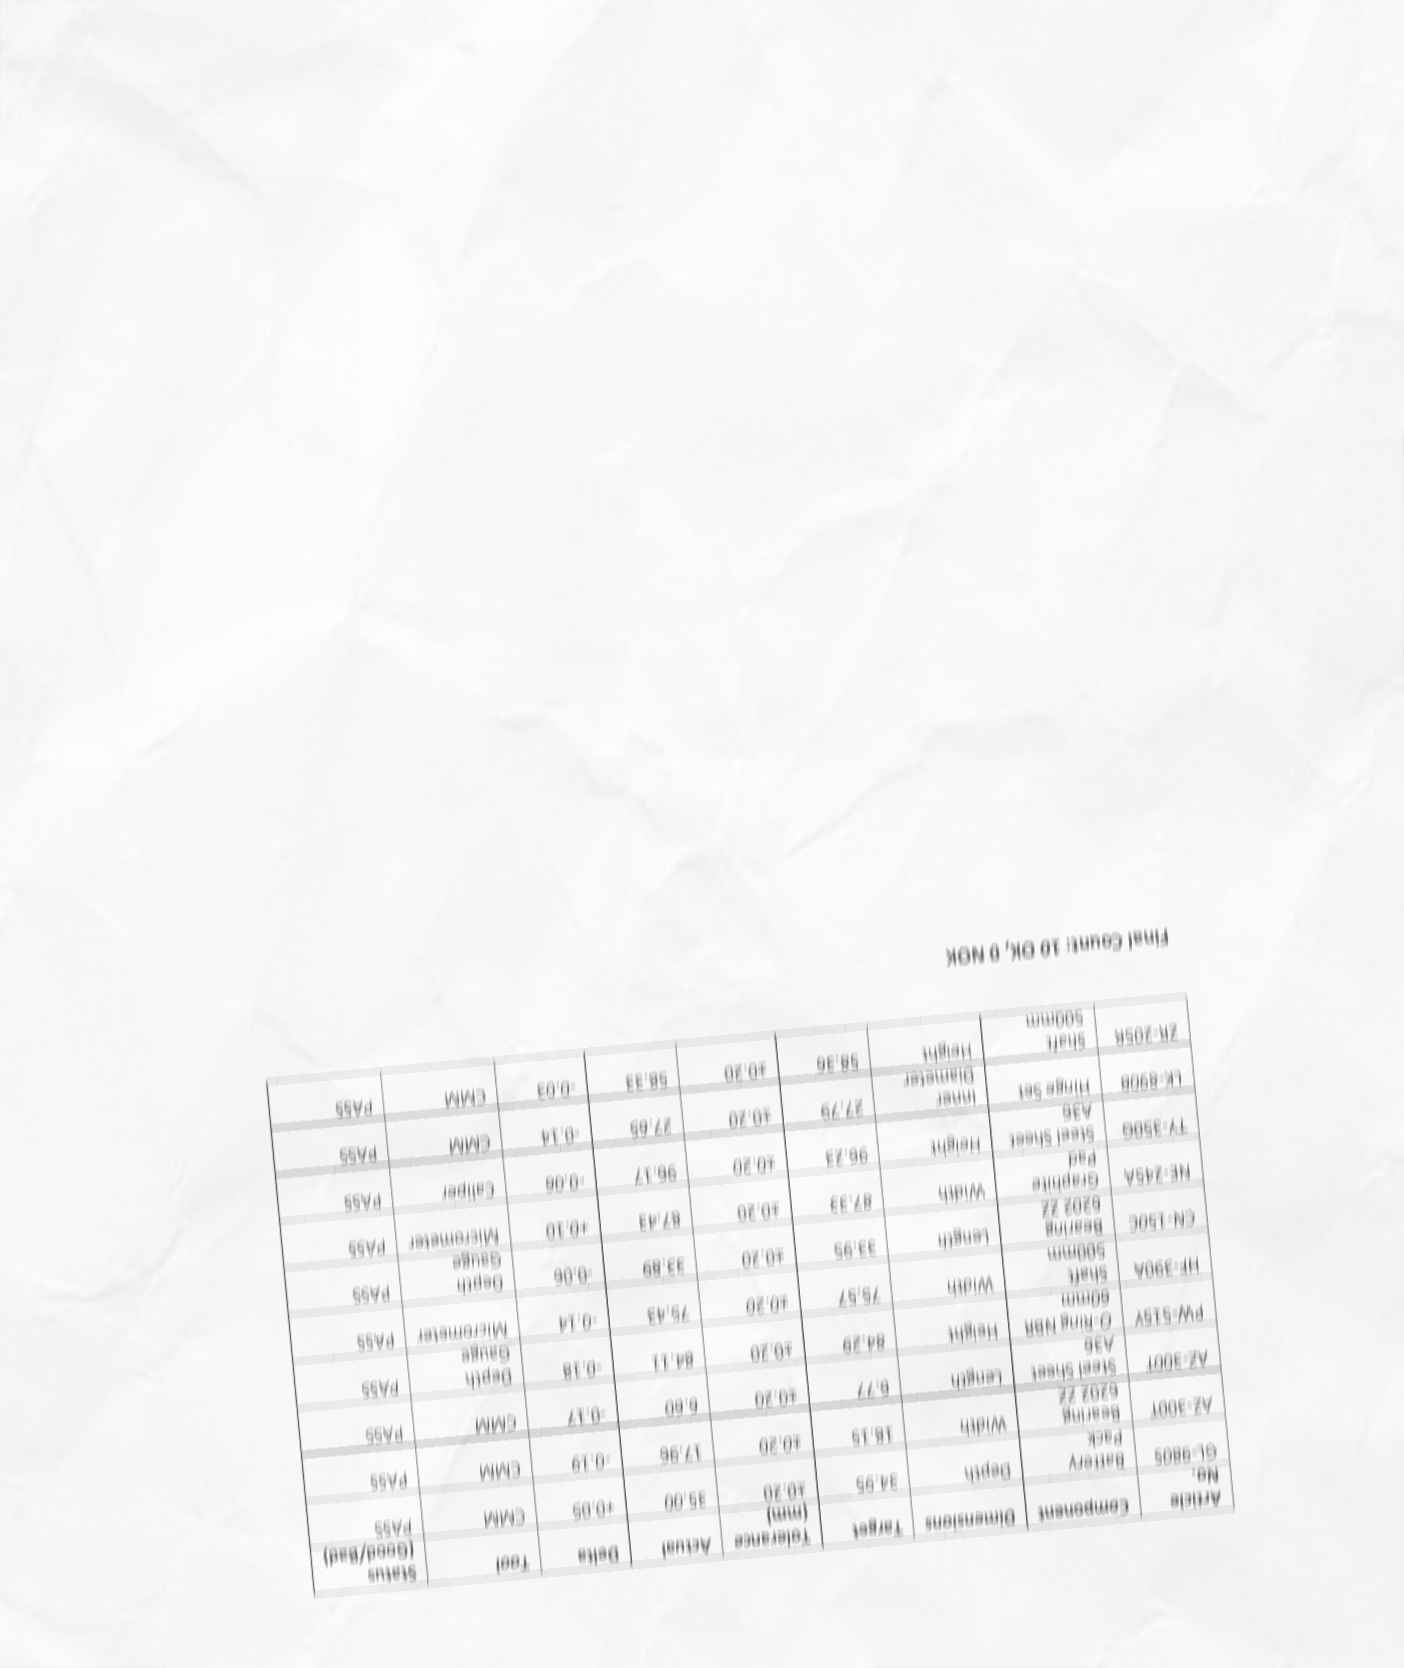 Article No. Component Dimensions Target Tolerance (mm) Actual Delta Tool Status (Good/Bad)
GL-980S Battery Pack Depth 34.95 ±0.20 35.00 +0.05 CMM PASS
AZ-300T Bearing 6202 ZZ Width 18.15 ±0.20 17.96 -0.19 CMM PASS
AZ-300T Steel Sheet A36 Length 6.77 ±0.20 6.60 -0.17 CMM PASS
PW-515Y O-Ring NBR 60mm Height 84.29 ±0.20 84.11 -0.18 Depth Gauge PASS
HF-390A Shaft 500mm Width 75.57 ±0.20 75.43 -0.14 Micrometer PASS
CN-150C Bearing 6202 ZZ Length 33.95 ±0.20 33.89 -0.06 Depth Gauge PASS
NE-245A Graphite Pad Width 87.33 ±0.20 87.43 +0.10 Micrometer PASS
TY-350G Steel Sheet A36 Height 96.23 ±0.20 96.17 -0.06 Caliper PASS
LK-890B Hinge Set Inner Diameter 27.79 ±0.20 27.65 -0.14 CMM PASS
ZR-205R Shaft 500mm Height 58.36 ±0.20 58.33 -0.03 CMM PASS
Final Count: 10 OK, 0 NOK